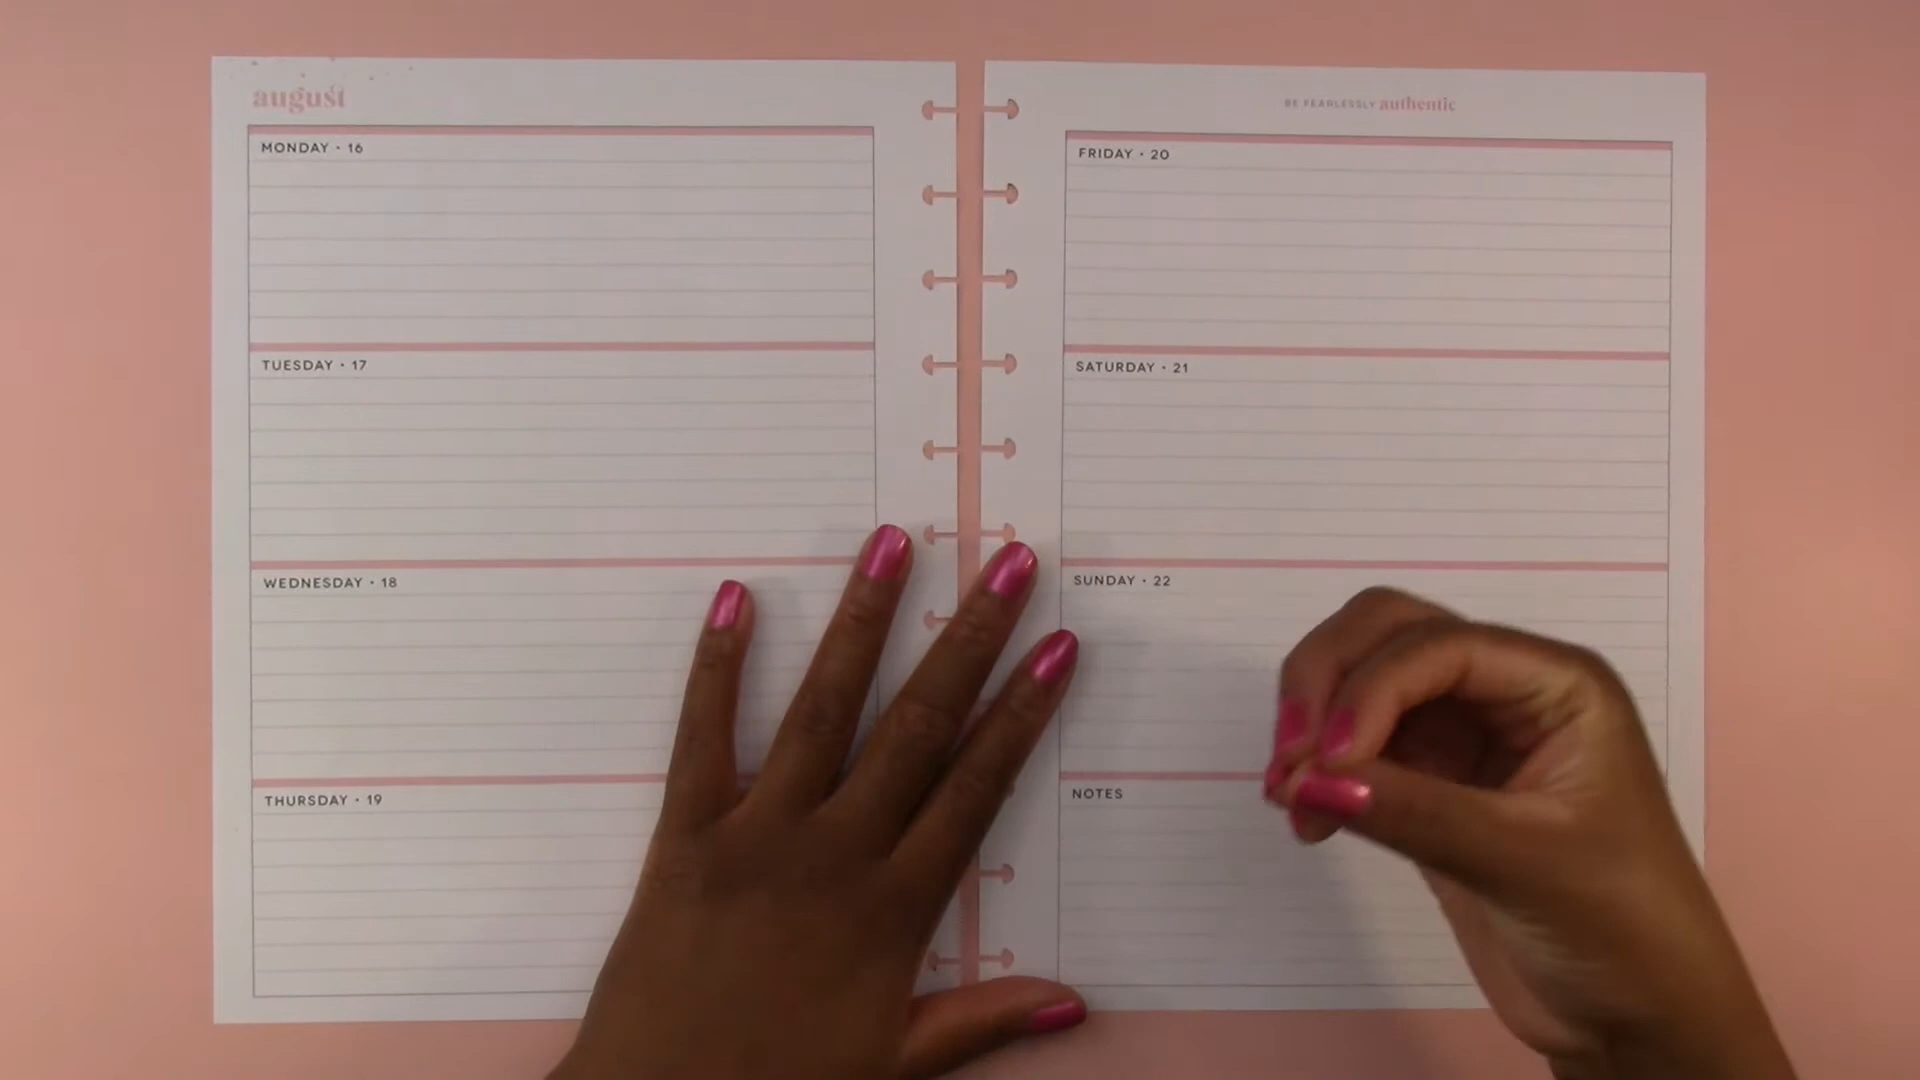 august
MONDAY · 16
TUESDAY · 17
WEDNESDAY · 18
THURSDAY · 19
BE FEARLESSLY authentic
FRIDAY · 20
SATURDAY · 21
SUNDAY · 22
NOTES